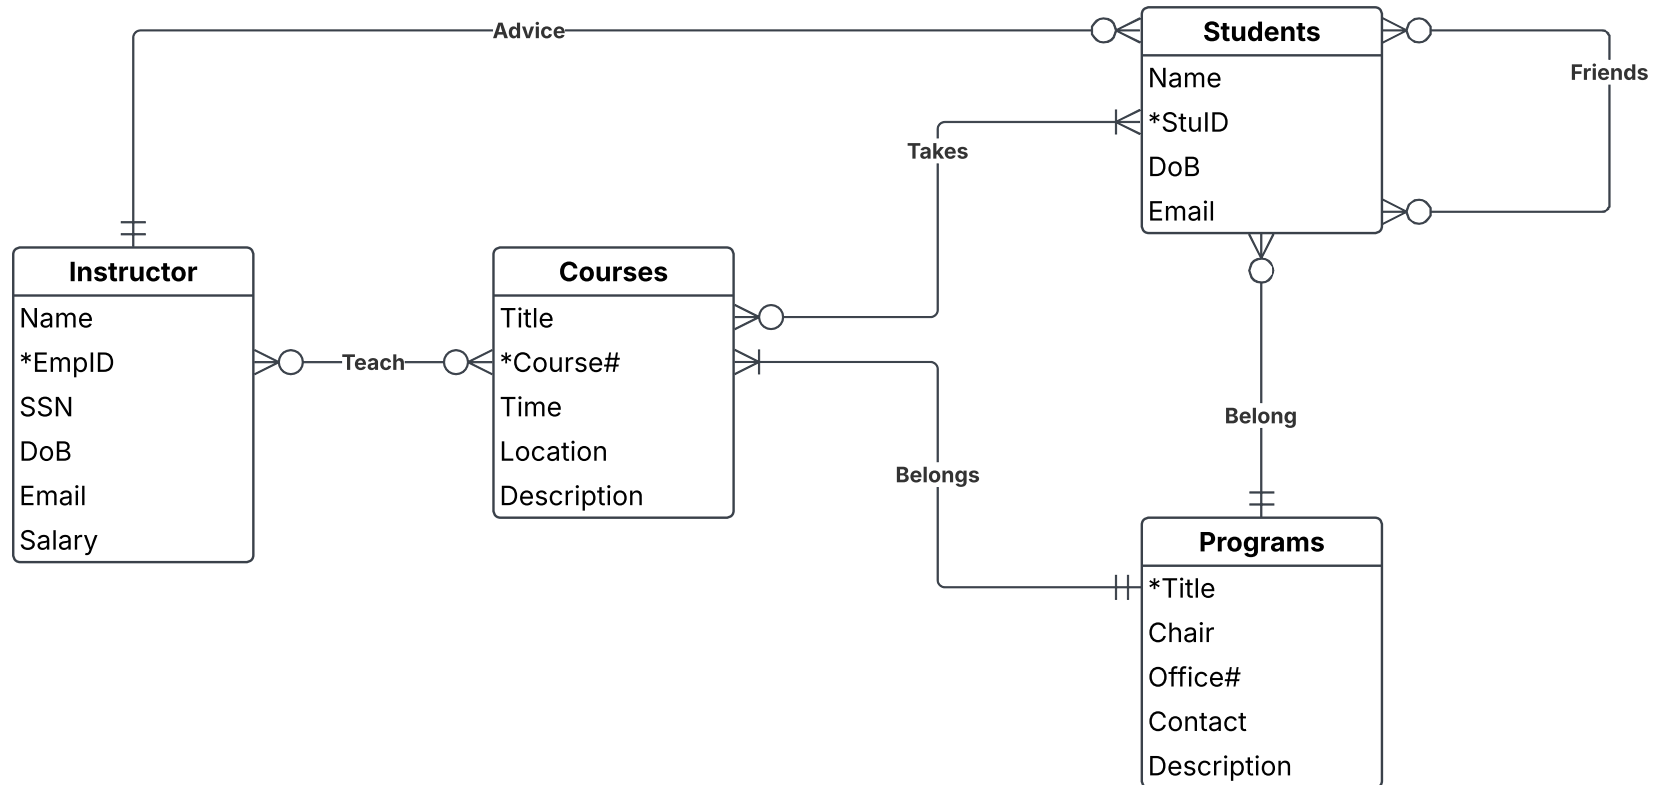 Advice
Students
Name
*StuID
DoB
Email
Friends
Takes
Instructor
Name
*EmpID
SSN
DoB
Email
Salary
Teach
Courses
Title
*Course#
Time
Location
Description
Belongs
Belong
Programs
*Title
Chair
Office#
Contact
Description